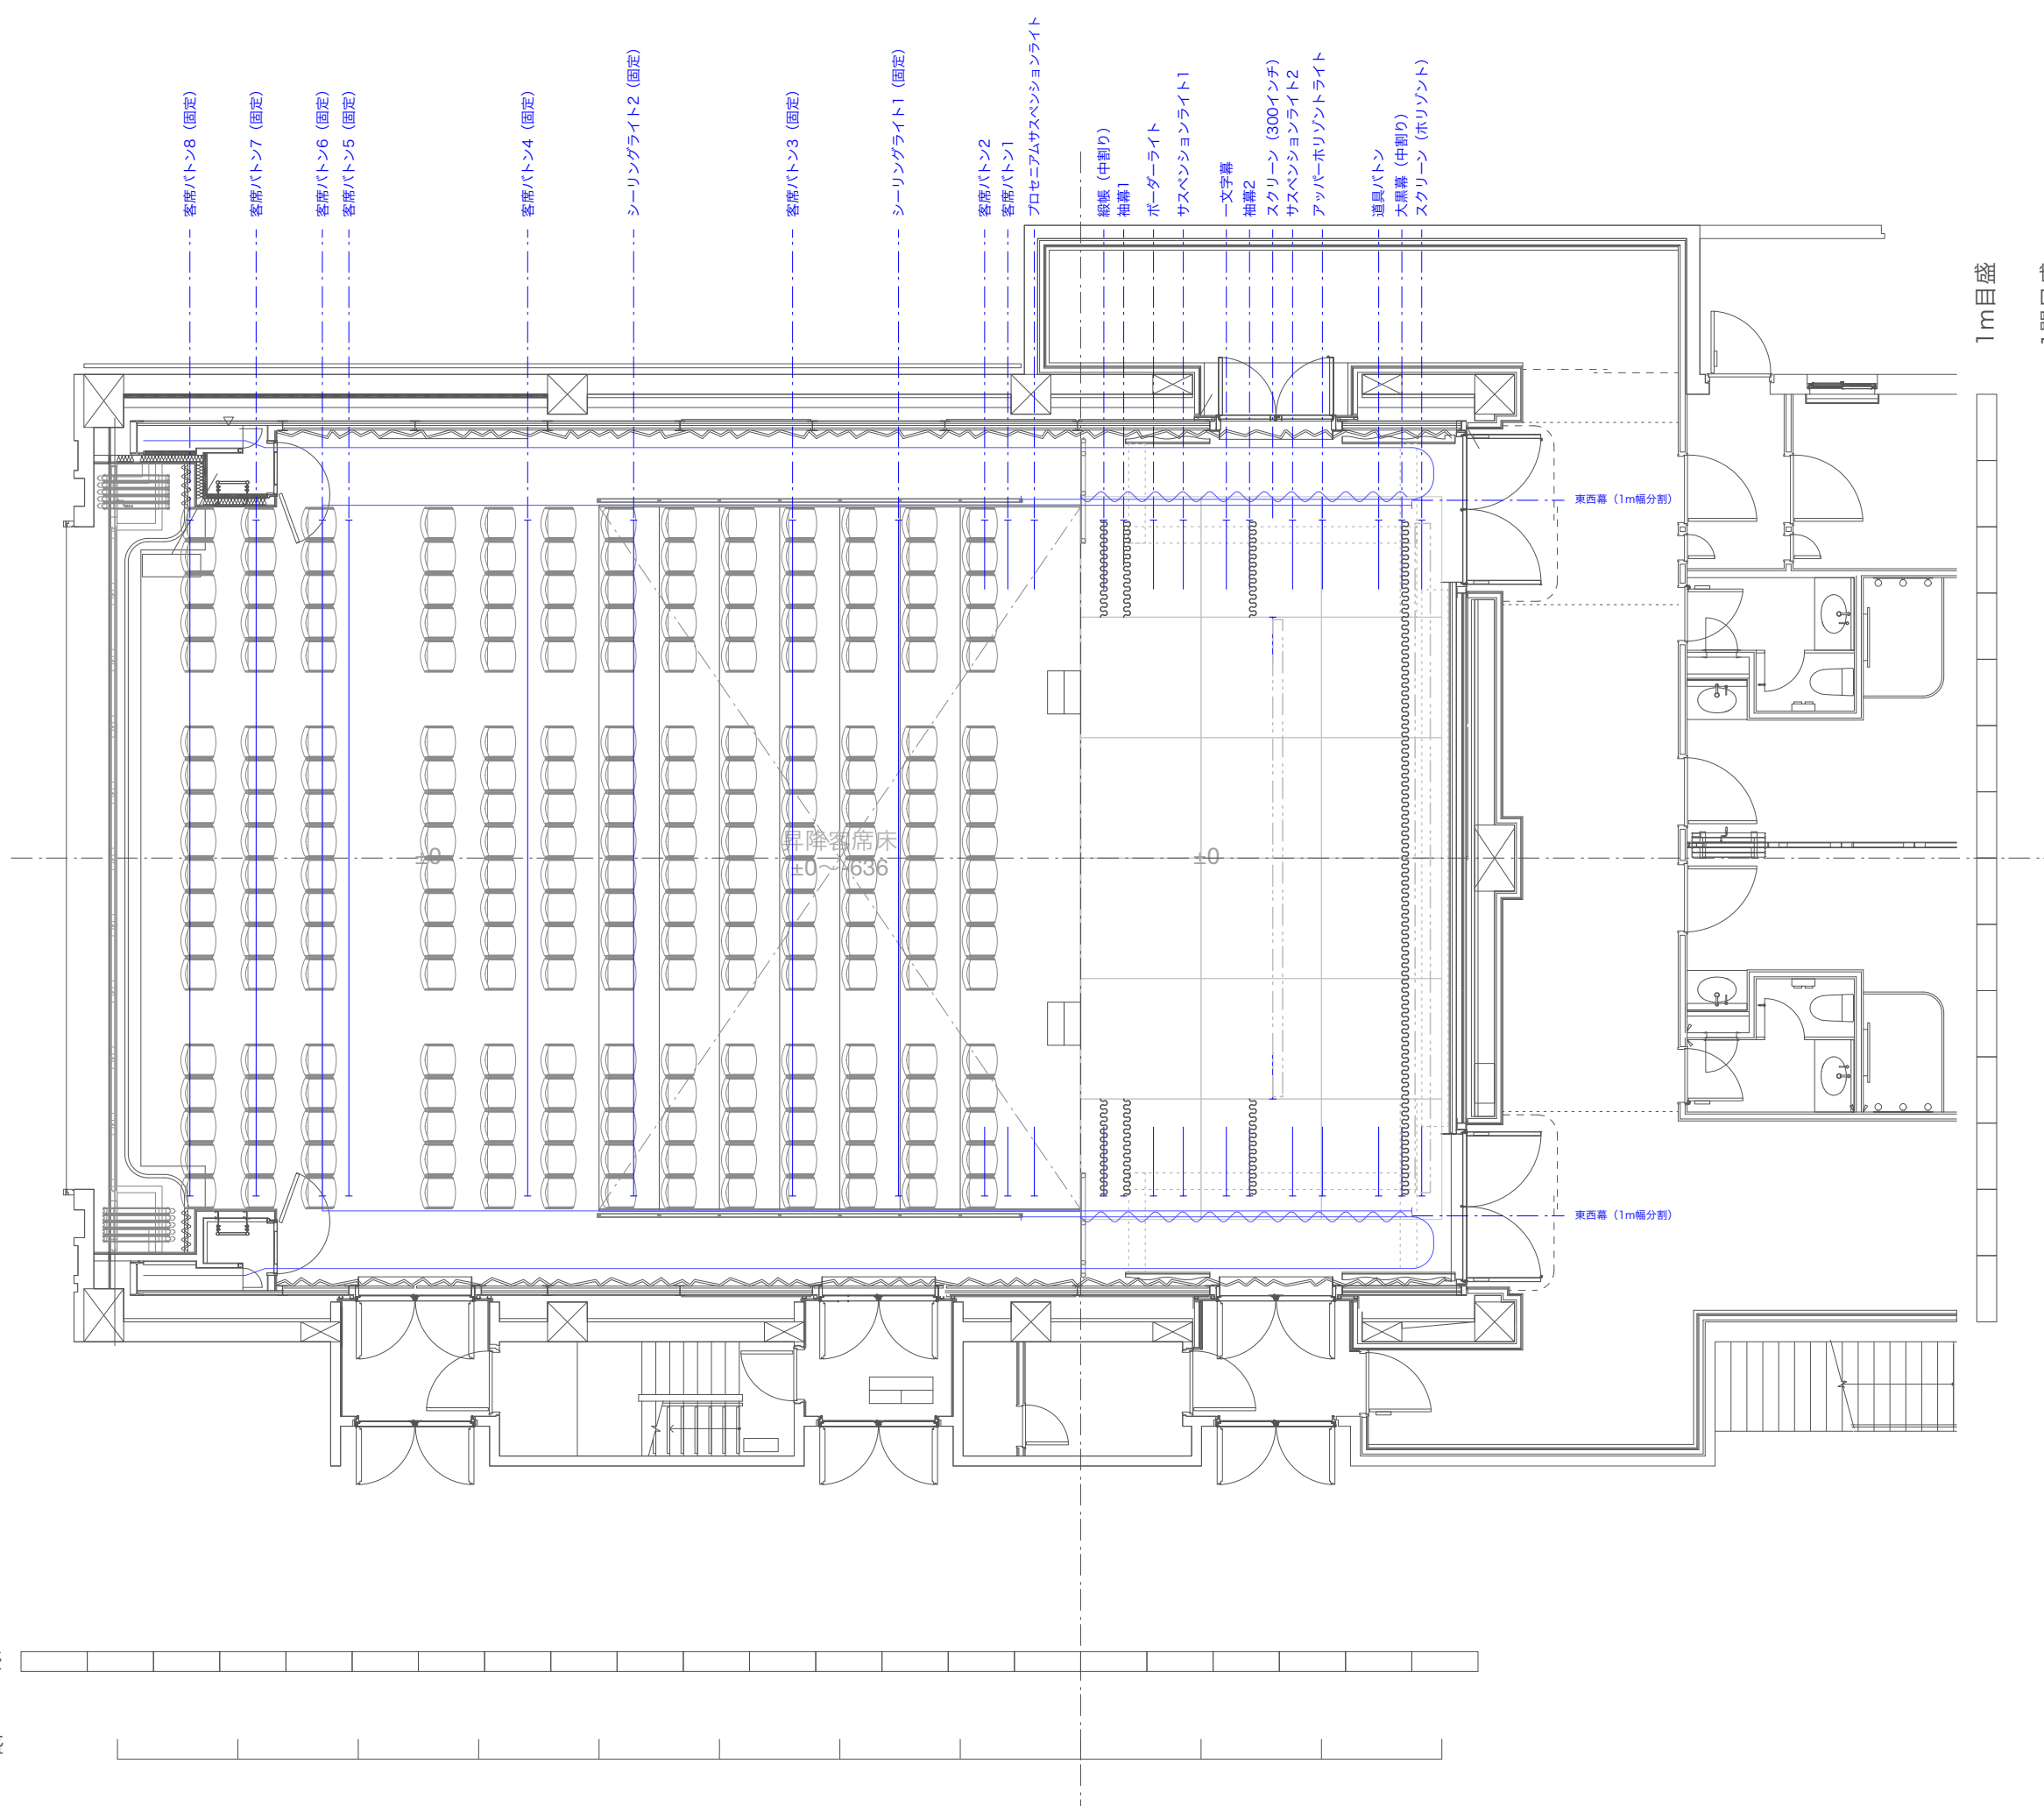 客席バトン8（固定）
客席バトン7（固定）
客席バトン6（固定）
客席バトン5（固定）
客席バトン4（固定）
シーリングライト2（固定）
客席バトン3（固定）
シーリングライト1（固定）
客席バトン2
客席バトン1
プロセニアムサスペンションライト
緞帳（中割り）
袖幕1
ボーダーライト
サスペンションライト1
一文字幕
袖幕2
スクリーン（300インチ）
サスペンションライト2
アッパーホリゾントライト
道具バトン
大黒幕（中割り）
スクリーン（ホリゾント）
1m目盛
東西幕（1m幅分割）
昇降客席床
±0～-636
±0
±0
東西幕（1m幅分割）